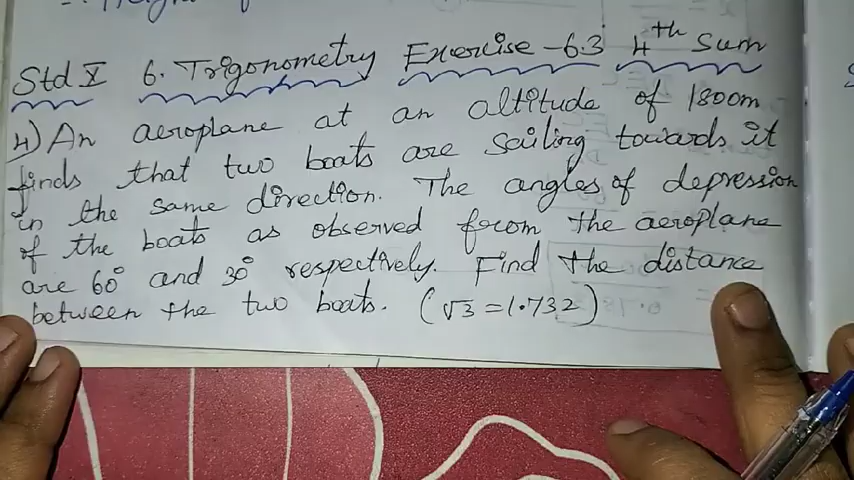 Std X 6. Trigonometry Exercise - 6.3 4th Sum
4) An aeroplane at an altitude of 1800m
finds that two boats are sailing towards it
in the same direction. The angles of depression
of the boats as observed from the aeroplane
are 60° and 30° respectively. Find the distance
between the two boats. (√3 = 1.732)